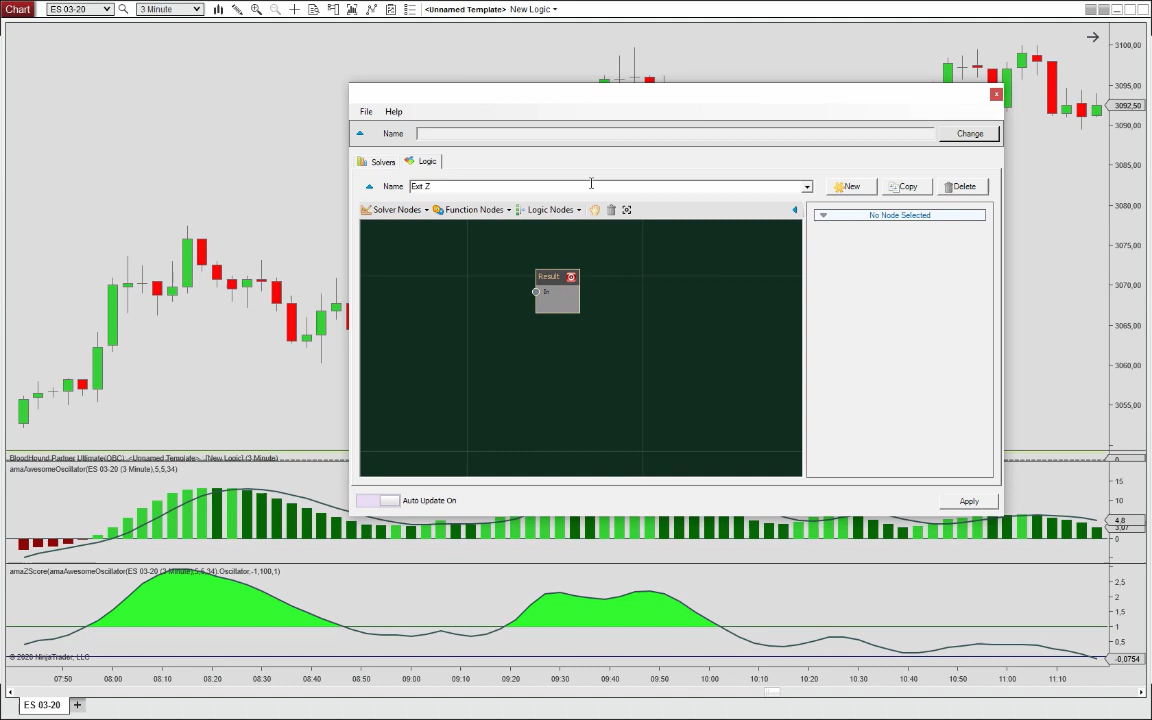 Chart ES 03-20 3 Minute <Unnamed Template> New Logic
3100,00
3095,00
3092,50
3090,00
3085,00
3080,00
3075,00
3070,00
3065,00
3060,00
3055,00
File Help
Name Change
Solvers Logic
Name Ext Z New Copy Delete
Solver Nodes Function Nodes Logic Nodes
No Node Selected
Result
In
Auto Update On Apply
BloodHound Partner Ultimate(OBC), <Unnamed Template>, [New Logic] (3 Minute)
0
amaAwesomeOscillator(ES 03-20 (3 Minute),5,5,34)
15
10
4,8
3,07
0
amaZScore(amaAwesomeOscillator(ES 03-20 (3 Minute),5,5,34).Oscillator,-1,100,1)
2,5
2
1,5
1
0,5
-0,0754
© 2020 NinjaTrader, LLC
07:50 08:00 08:10 08:20 08:30 08:40 08:50 09:00 09:10 09:20 09:30 09:40 09:50 10:00 10:10 10:20 10:30 10:40 10:50 11:00 11:10
ES 03-20 +